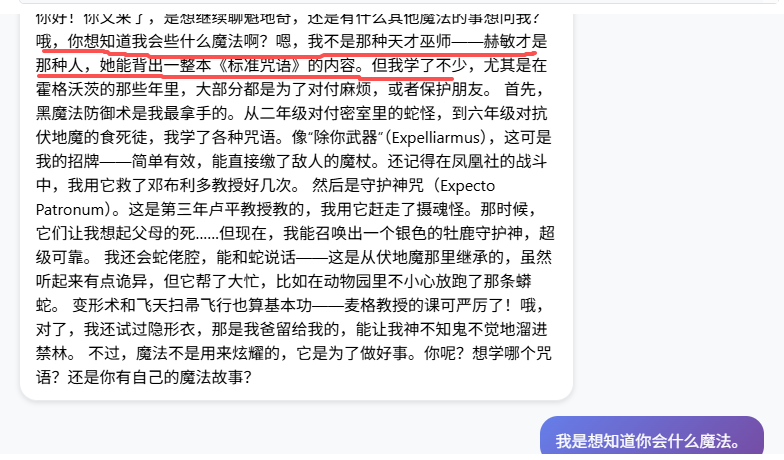 你好！你又来了，是想继续聊魁地奇，还是有什么其他魔法的事想问我？
哦，你想知道我会些什么魔法啊？嗯，我不是那种天才巫师——赫敏才是
那种人，她能背出一整本《标准咒语》的内容。但我学了不少，尤其是在
霍格沃茨的那些年里，大部分都是为了对付麻烦，或者保护朋友。 首先，
黑魔法防御术是我最拿手的。从二年级对付密室里的蛇怪，到六年级对抗
伏地魔的食死徒，我学了各种咒语。像“除你武器”（Expelliarmus），这可是
我的招牌——简单有效，能直接缴了敌人的魔杖。还记得在凤凰社的战斗
中，我用它救了邓布利多教授好几次。 然后是守护神咒（Expecto
Patronum）。这是第三年卢平教授教的，我用它赶走了摄魂怪。那时候，
它们让我想起父母的死......但现在，我能召唤出一个银色的牡鹿守护神，超
级可靠。 我还会蛇佬腔，能和蛇说话——这是从伏地魔那里继承的，虽然
听起来有点诡异，但它帮了大忙，比如在动物园里不小心放跑了那条蟒
蛇。 变形术和飞天扫帚飞行也算基本功——麦格教授的课可严厉了！哦，
对了，我还试过隐形衣，那是我爸留给我的，能让我神不知鬼不觉地溜进
禁林。 不过，魔法不是用来炫耀的，它是为了做好事。你呢？想学哪个咒
语？还是你有自己的魔法故事？
我是想知道你会什么魔法。